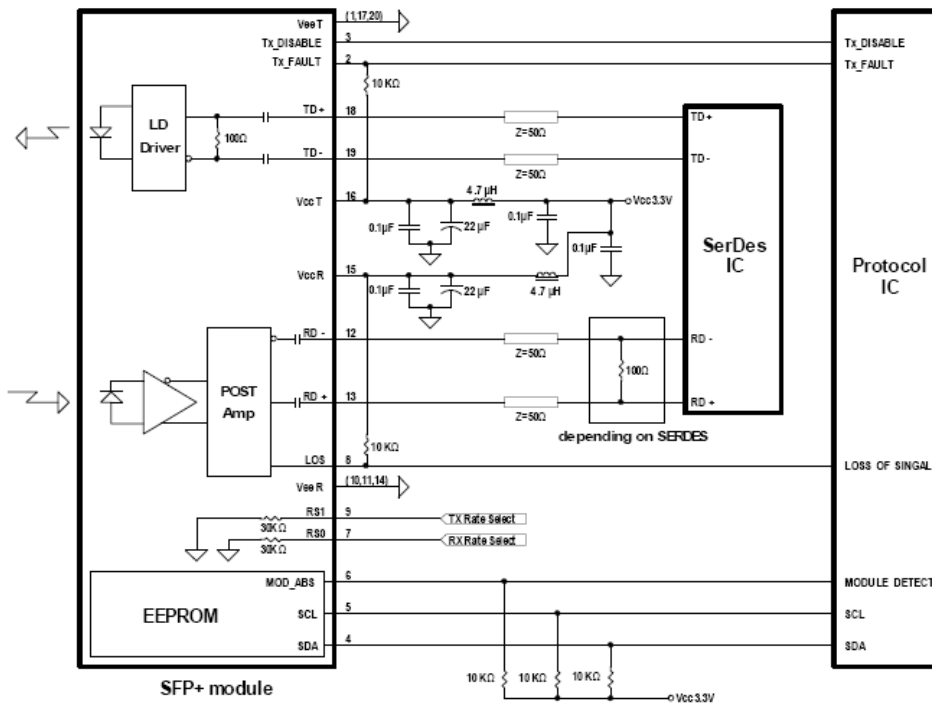 VeeT (1,17,20)
Tx_DISABLE 3 Tx_DISABLE
Tx_FAULT 2 Tx_FAULT
10 KΩ
LD
Driver
100Ω
TD+ 18 Z=50Ω TD+
TD- 19 Z=50Ω TD-
VccT 16
4.7 µH
Vcc3.3V
0.1µF 22 µF 0.1µF 0.1µF
SerDes
IC
Protocol
IC
VccR 15
0.1µF 22 µF 4.7 µH
POST
Amp
RD - 12 Z=50Ω RD -
100Ω
RD + 13 Z=50Ω RD +
depending on SERDES
10 KΩ
LOS 8 LOSS OF SINGAL
VeeR (10,11,14)
RS1 9 TX Rate Select
30KΩ
RS0 7 RX Rate Select
30KΩ
EEPROM
MOD_ABS 6 MODULE DETECT
SCL 5 SCL
SDA 4 SDA
10 KΩ 10 KΩ 10 KΩ
Vcc3.3V
SFP+ module